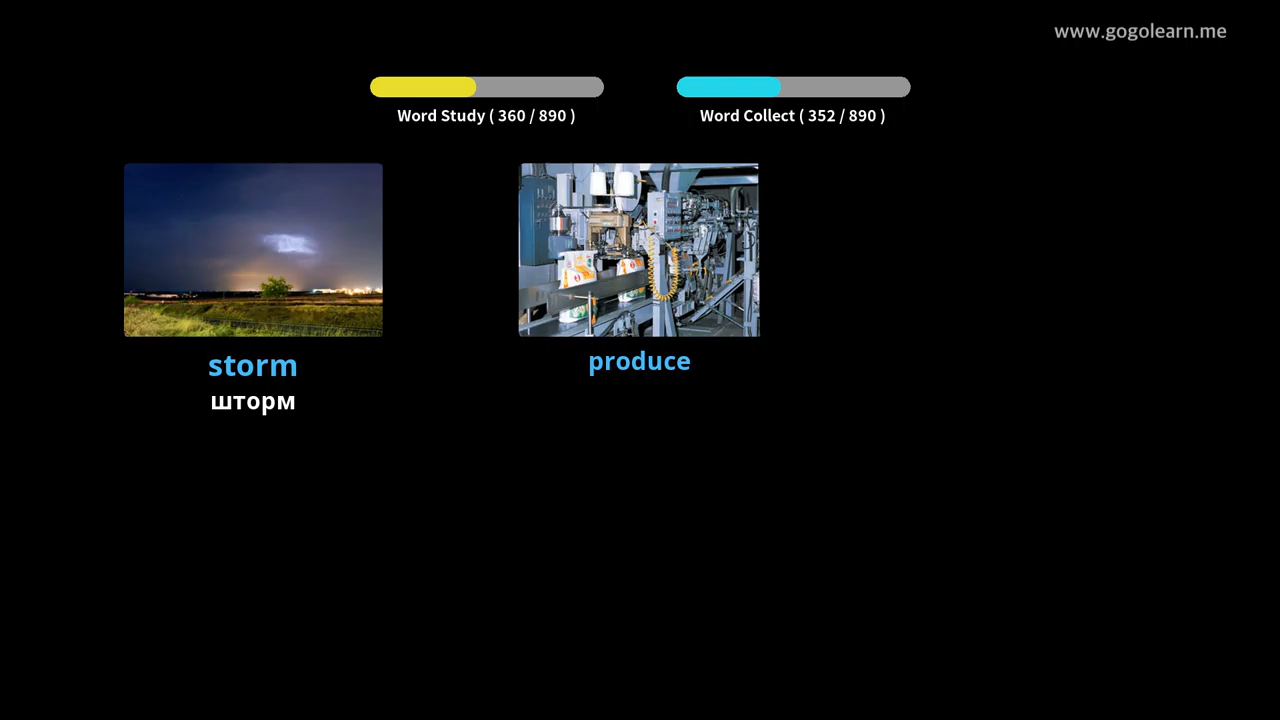 www.gogolearn.me
Word Study ( 360 / 890 )
Word Collect ( 352 / 890 )
storm
шторм
produce